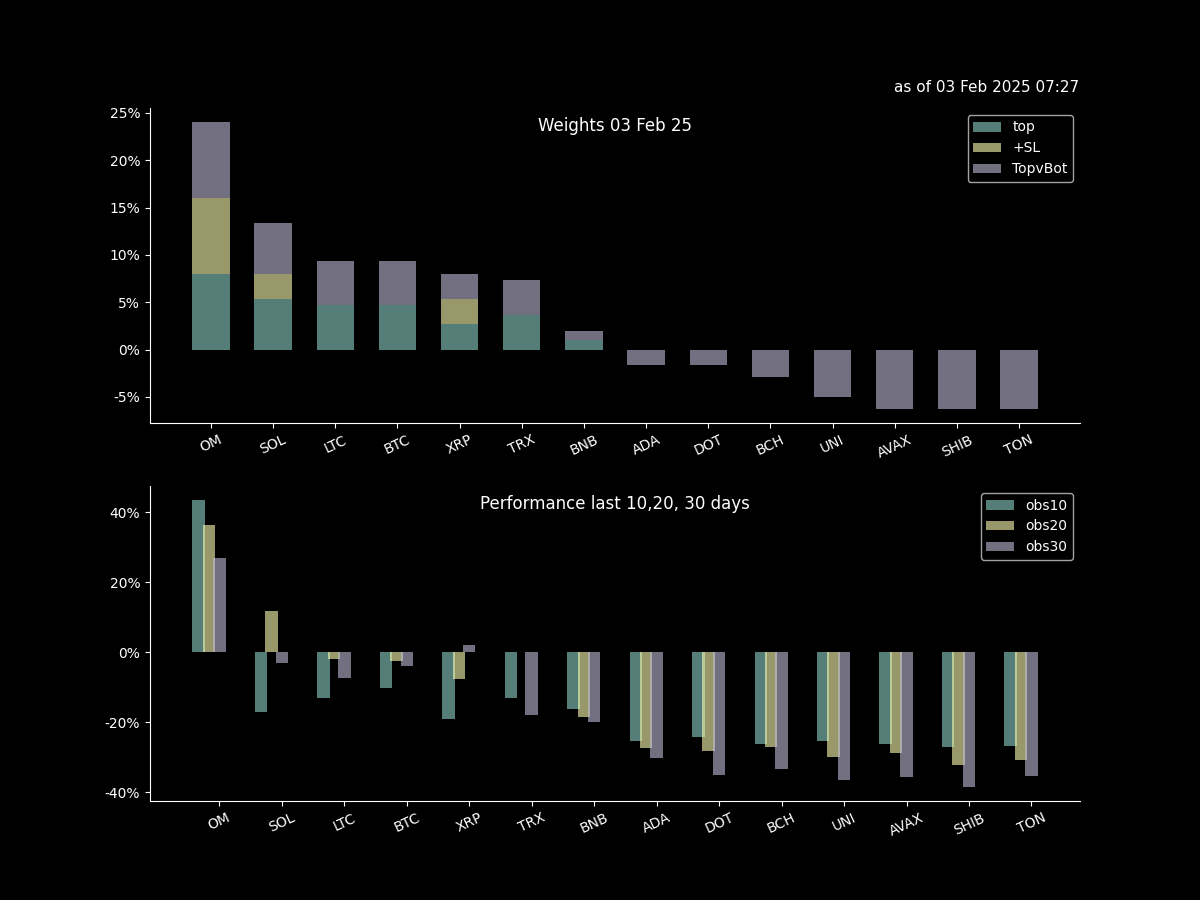 as of 03 Feb 2025 07:27
Weights 03 Feb 25
top
+SL
TopvBot
25%
20%
15%
10%
5%
0%
-5%
OM SOL LTC BTC XRP TRX BNB ADA DOT BCH UNI AVAX SHIB TON
Performance last 10,20, 30 days
obs10
obs20
obs30
40%
20%
0%
-20%
-40%
OM SOL LTC BTC XRP TRX BNB ADA DOT BCH UNI AVAX SHIB TON